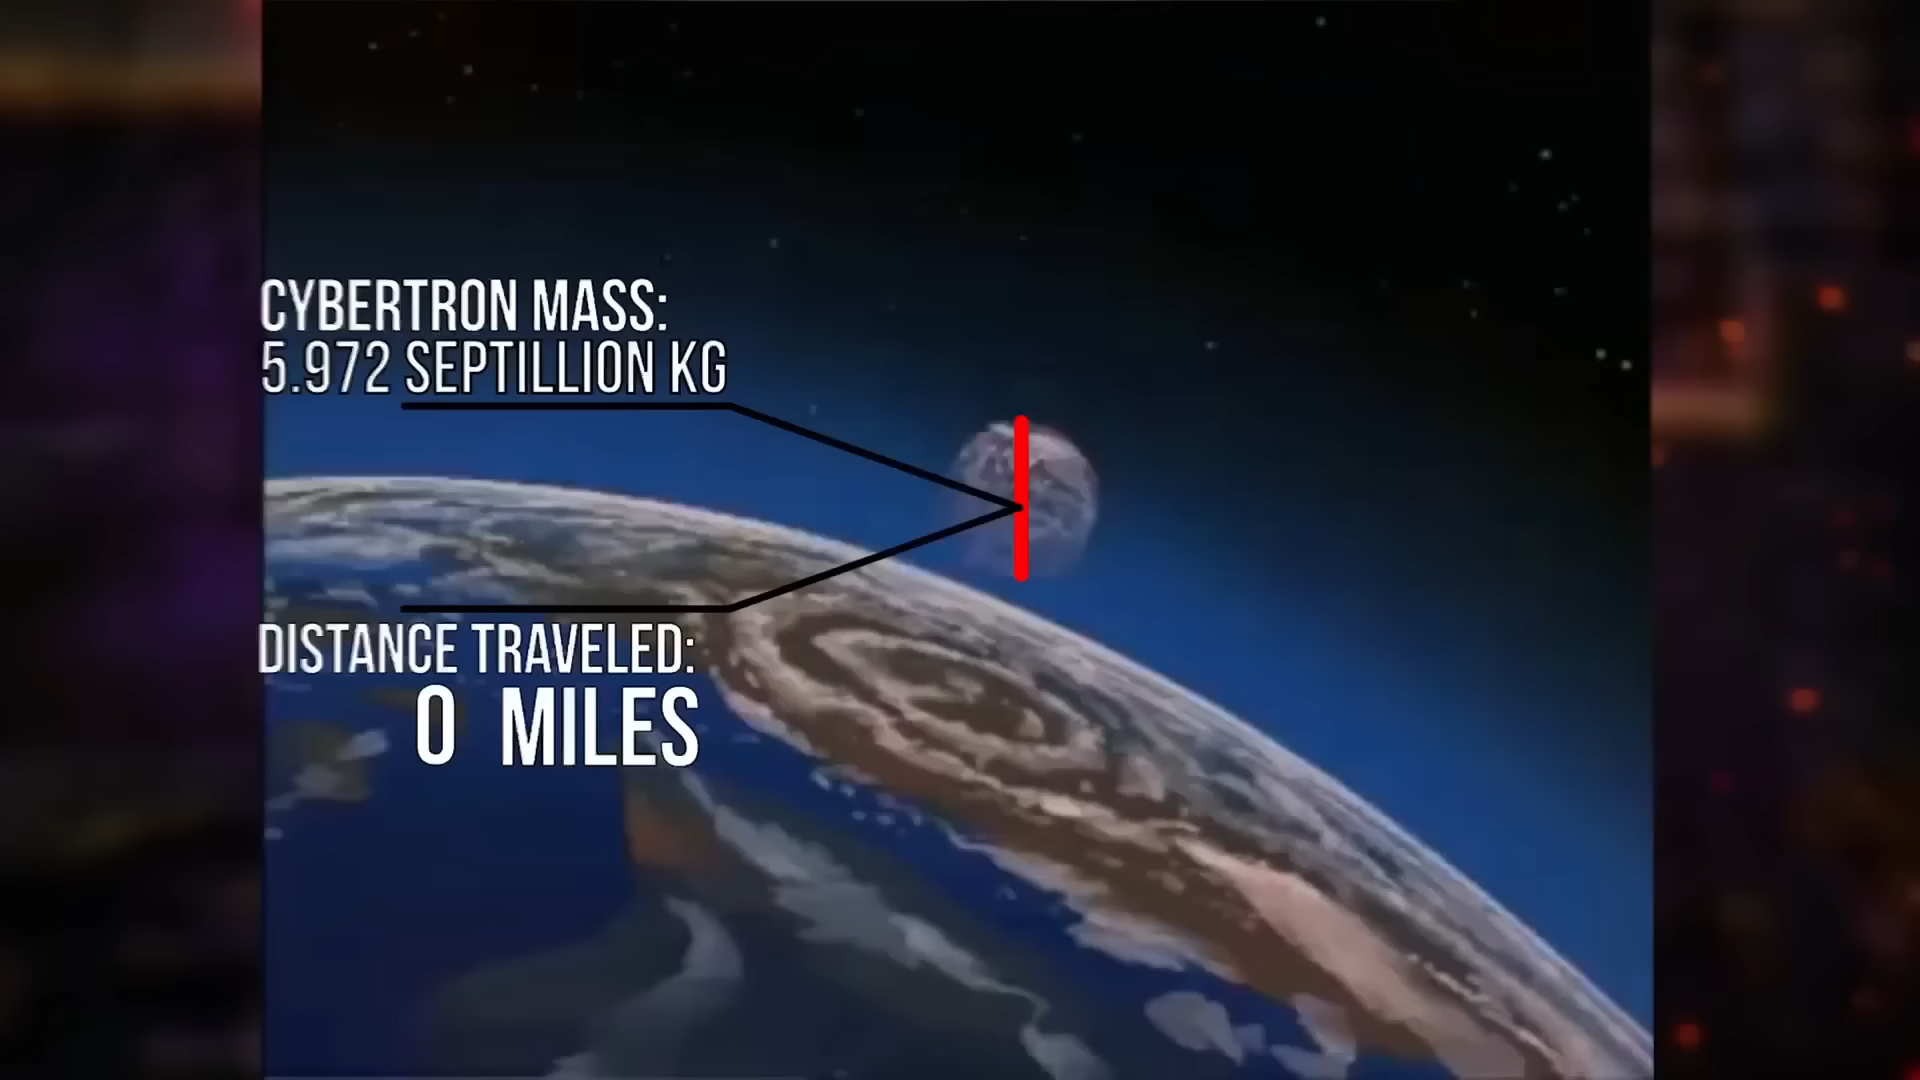 CYBERTRON MASS:
5.972 SEPTILLION KG
DISTANCE TRAVELED:
0 MILES